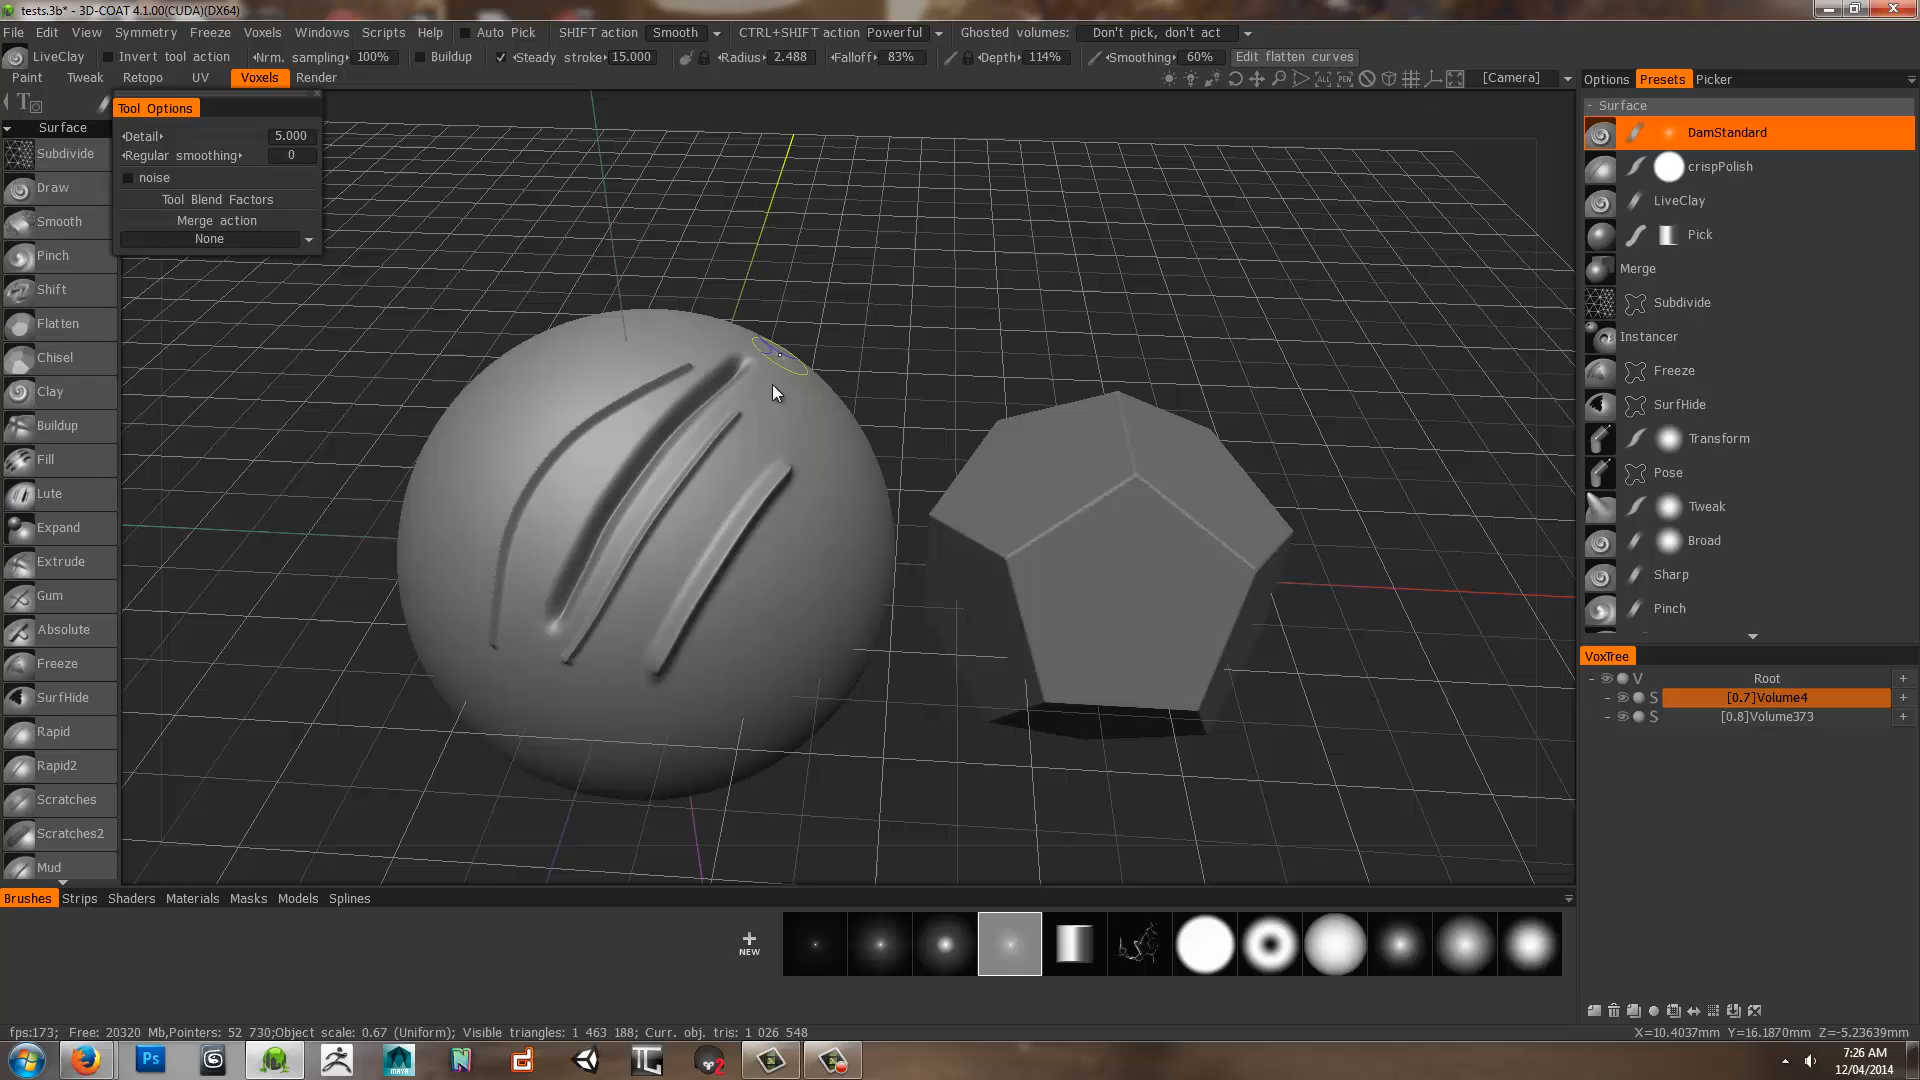 tests.3b* - 3D-COAT 4.1.00(CUDA)(DX64)
File Edit View Symmetry Freeze Voxels Windows Scripts Help Auto Pick SHIFT action Smooth CTRL+SHIFT action Powerful Ghosted volumes: Don't pick, don't act
LiveClay Invert tool action Nrm. sampling 100% Buildup Steady stroke 15.000 Radius 2.488 Falloff 83% Depth 114% Smoothing 60% Edit flatten curves
Paint Tweak Retopo UV Voxels Render [Camera] Options Presets Picker
Tool Options
Detail 5.000
Regular smoothing 0
noise
Tool Blend Factors
Merge action
None
Surface
Subdivide
Draw
Smooth
Pinch
Shift
Flatten
Chisel
Clay
Buildup
Fill
Lute
Expand
Extrude
Gum
Absolute
Freeze
SurfHide
Rapid
Rapid2
Scratches
Scratches2
Mud
- Surface
DamStandard
crispPolish
LiveClay
Pick
Merge
Subdivide
Instancer
Freeze
SurfHide
Transform
Pose
Tweak
Broad
Sharp
Pinch
VoxTree
V Root +
S [0.7]Volume4 +
S [0.8]Volume373 +
Brushes Strips Shaders Materials Masks Models Splines
NEW
fps:173; Free: 20320 Mb,Pointers: 52 730;Object scale: 0.67 (Uniform); Visible triangles: 1 463 188; Curr. obj. tris: 1 026 548
X=10.4037mm Y=16.1870mm Z=-5.23639mm
Ps
MAYA
2
7:26 AM
12/04/2014